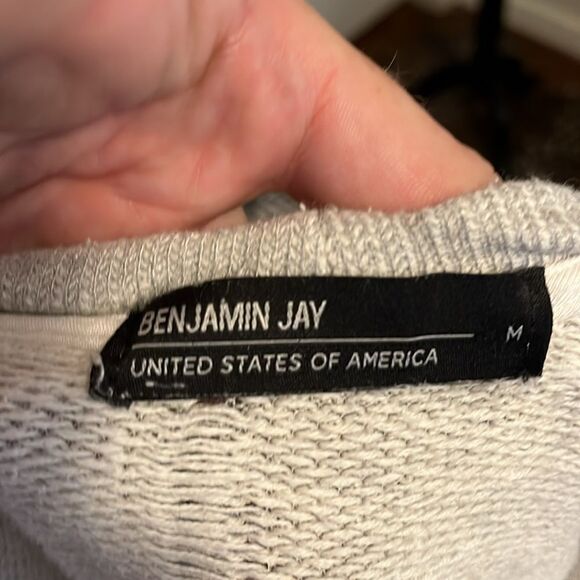 BENJAMIN JAY
M
UNITED STATES OF AMERICA